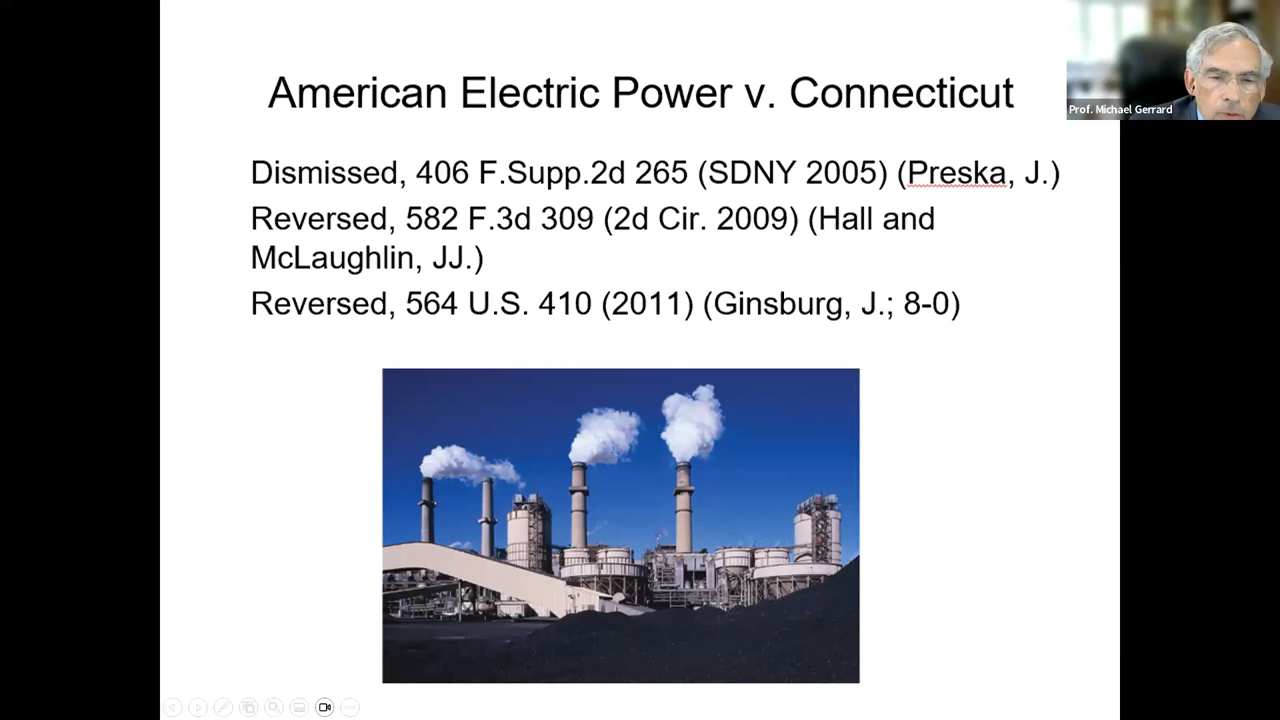 American Electric Power v. Connecticut
Prof. Michael Gerrard
Dismissed, 406 F.Supp.2d 265 (SDNY 2005) (Preska, J.)
Reversed, 582 F.3d 309 (2d Cir. 2009) (Hall and
McLaughlin, JJ.)
Reversed, 564 U.S. 410 (2011) (Ginsburg, J.; 8-0)